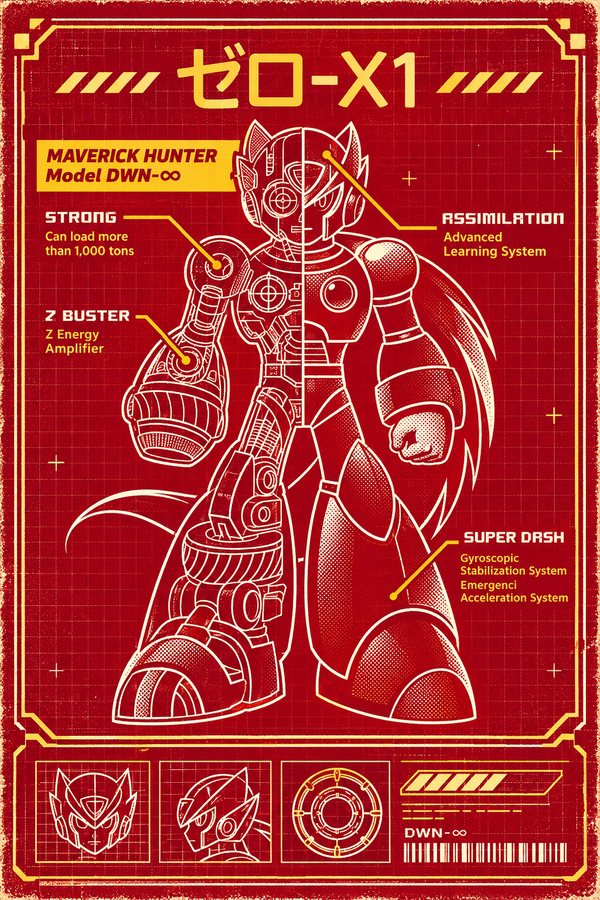 ゼロ-X1
MAVERICK HUNTER
Model DWN-∞
STRONG
Can load more
than 1,000 tons
ASSIMILATION
Advanced
Learning System
Z BUSTER
Z Energy
Amplifier
SUPER DASH
Gyroscopic
Stabilization System
Emergenci
Acceleration System
DWN-∞